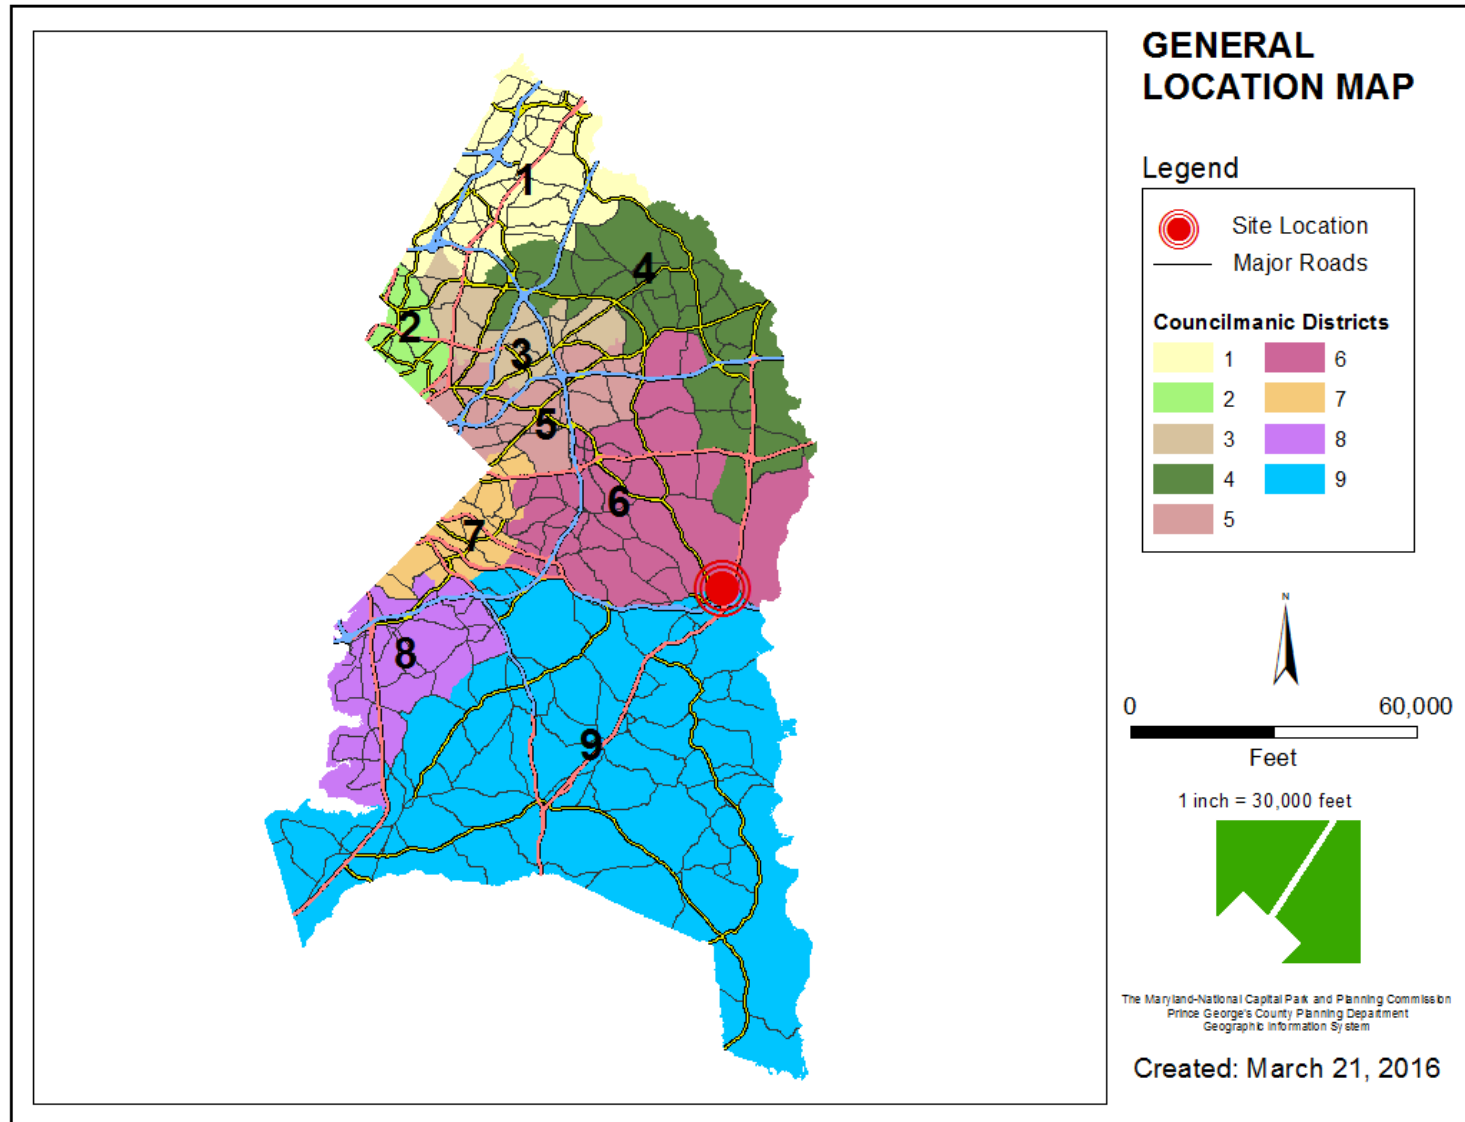 GENERAL
LOCATION MAP
Legend
Site Location
Major Roads
Councilmanic Districts
1 6
2 7
3 8
4 9
5
1
4
2
3
5
6
7
8
9
N
0 60,000
Feet
1 inch = 30,000 feet
The Maryland-National Capital Park and Planning Commission
Prince George's County Planning Department
Geographic Information System
Created: March 21, 2016